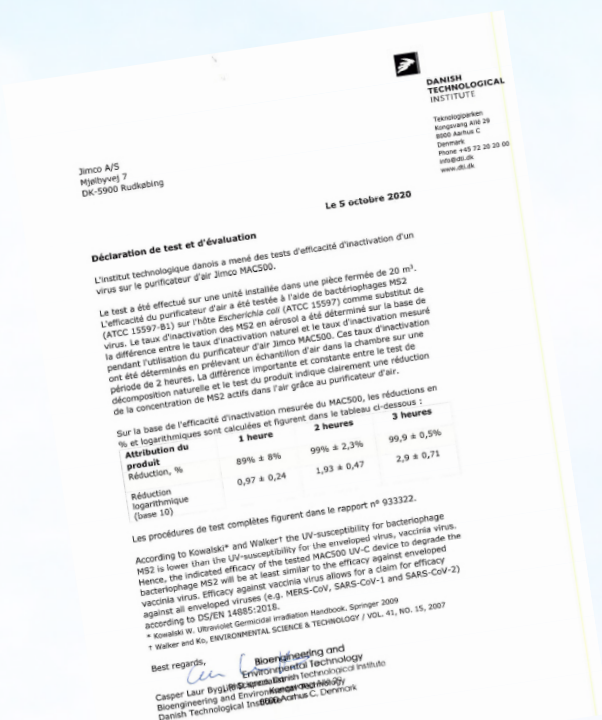 DANISH
TECHNOLOGICAL
INSTITUTE
Teknologiparken
Kongsvang Allé 29
8000 Aarhus C
Denmark
Phone +45 72 20 20 00
info@dti.dk
www.dti.dk
Jimco A/S
Mjølbyvej 7
DK-5900 Rudkøbing
Le 5 octobre 2020
Déclaration de test et d'évaluation
L'institut technologique danois a mené des tests d'efficacité d'inactivation d'un
virus sur le purificateur d'air Jimco MAC500.
Le test a été effectué sur une unité installée dans une pièce fermée de 20 m³.
L'efficacité du purificateur d'air a été testée à l'aide de bactériophages MS2
(ATCC 15597-B1) sur l'hôte Escherichia coli (ATCC 15597) comme substitut de
virus. Le taux d'inactivation des MS2 en aérosol a été déterminé sur la base de
la différence entre le taux d'inactivation naturel et le taux d'inactivation mesuré
pendant l'utilisation du purificateur d'air Jimco MAC500. Ces taux d'inactivation
ont été déterminés en prélevant un échantillon d'air dans la chambre sur une
période de 2 heures. La différence importante et constante entre le test de
décomposition naturelle et le test du produit indique clairement une réduction
de la concentration de MS2 actifs dans l'air grâce au purificateur d'air.
Sur la base de l'efficacité d'inactivation mesurée du MAC500, les réductions en
% et logarithmiques sont calculées et figurent dans le tableau ci-dessous :
Attribution du 1 heure 2 heures 3 heures
produit
Réduction, % 89% ± 8% 99% ± 2,3% 99,9 ± 0,5%
Réduction 0,97 ± 0,24 1,93 ± 0,47 2,9 ± 0,71
logarithmique
(base 10)
Les procédures de test complètes figurent dans le rapport n° 933322.
According to Kowalski* and Walker† the UV-susceptibility for bacteriophage
MS2 is lower than the UV-susceptibility for the enveloped virus, vaccinia virus.
Hence, the indicated efficacy of the tested MAC500 UV-C device to degrade the
bacteriophage MS2 will be at least similar to the efficacy against enveloped
vaccinia virus. Efficacy against vaccinia virus allows for a claim for efficacy
against all enveloped viruses (e.g. MERS-CoV, SARS-CoV-1 and SARS-CoV-2)
according to DS/EN 14885:2018.
* Kowalski W. Ultraviolet Germicidal Irradiation Handbook. Springer 2009
† Walker and Ko, ENVIRONMENTAL SCIENCE & TECHNOLOGY / VOL. 41, NO. 15, 2007
Best regards,
Bioengineering and
Environmental Technology
Casper Laur Danish Technological Institute
Bioengineering and Environmental Technology
Danish Technological Aarhus C, Denmark